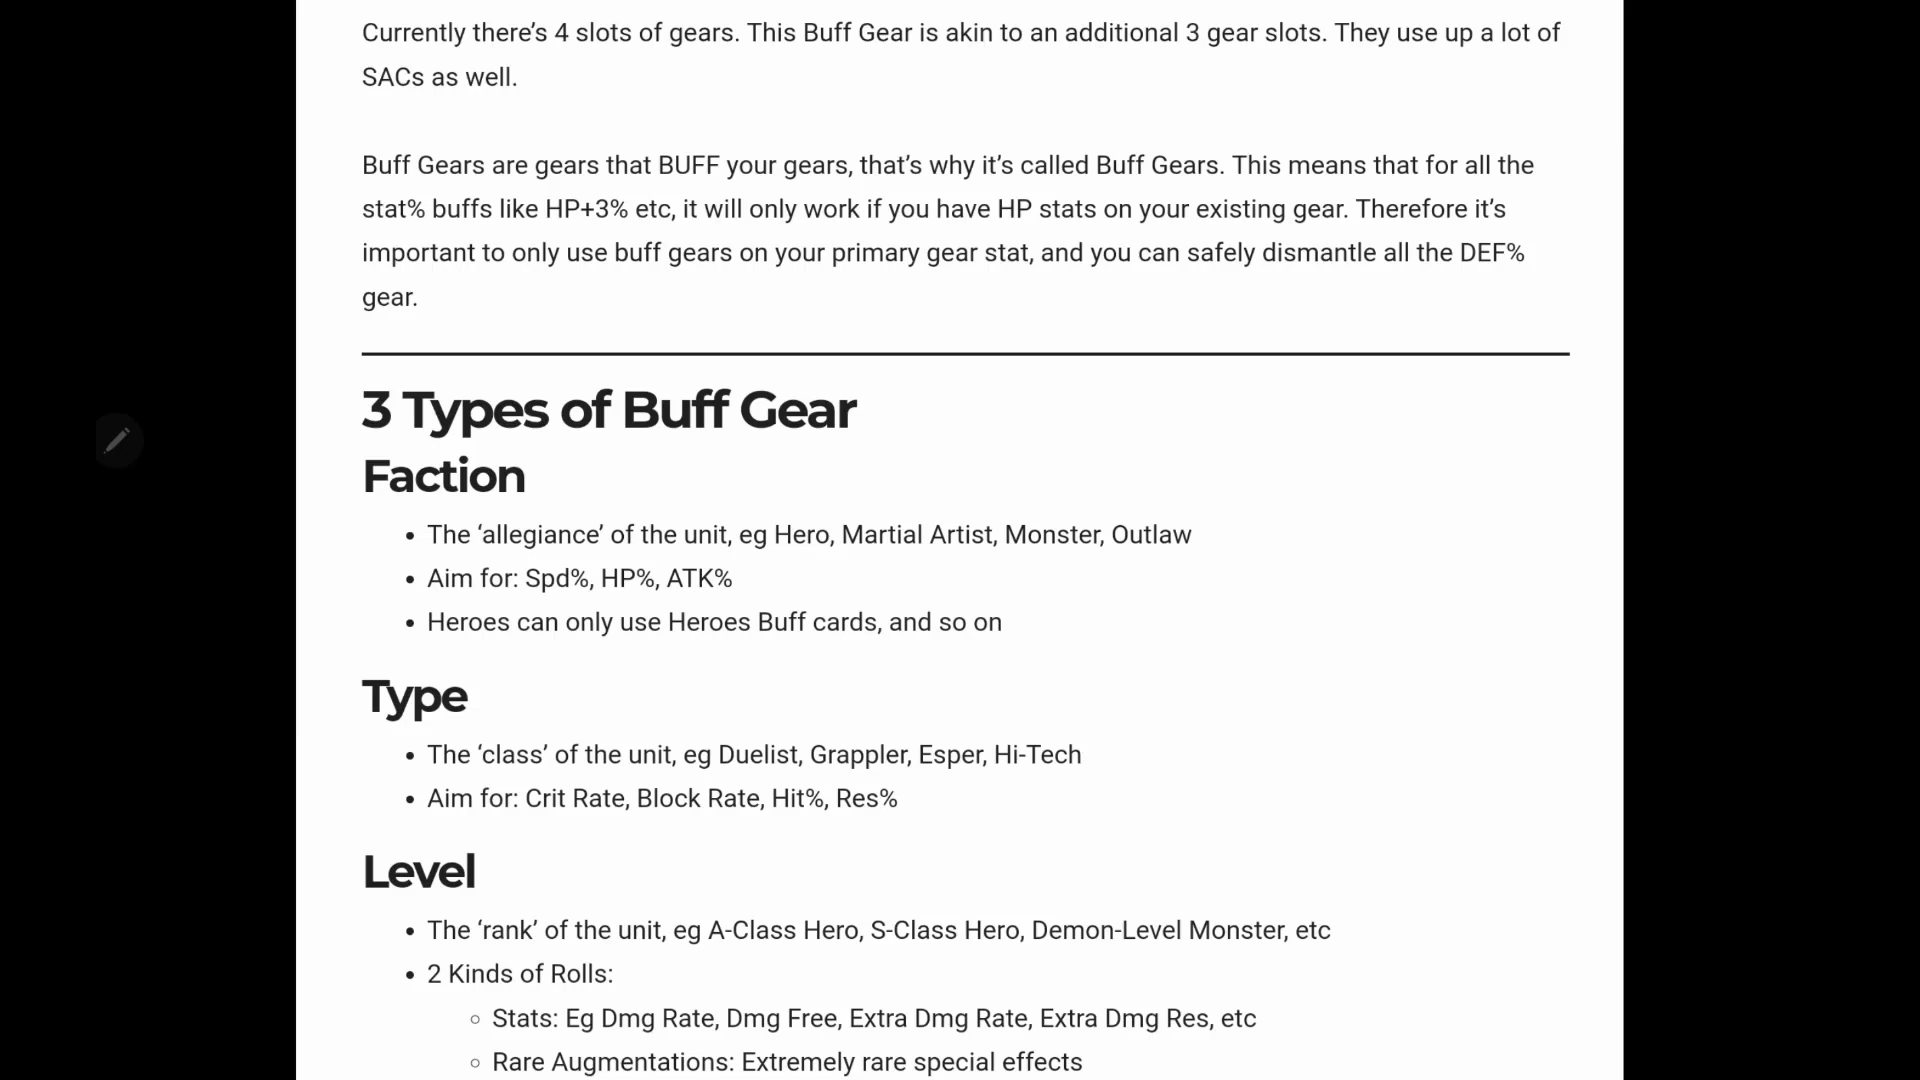 Currently there’s 4 slots of gears. This Buff Gear is akin to an additional 3 gear slots. They use up a lot of
SACs as well.
Buff Gears are gears that BUFF your gears, that’s why it’s called Buff Gears. This means that for all the
stat% buffs like HP+3% etc, it will only work if you have HP stats on your existing gear. Therefore it’s
important to only use buff gears on your primary gear stat, and you can safely dismantle all the DEF%
gear.
3 Types of Buff Gear
Faction
• The ‘allegiance’ of the unit, eg Hero, Martial Artist, Monster, Outlaw
• Aim for: Spd%, HP%, ATK%
• Heroes can only use Heroes Buff cards, and so on
Type
• The ‘class’ of the unit, eg Duelist, Grappler, Esper, Hi-Tech
• Aim for: Crit Rate, Block Rate, Hit%, Res%
Level
• The ‘rank’ of the unit, eg A-Class Hero, S-Class Hero, Demon-Level Monster, etc
• 2 Kinds of Rolls:
◦ Stats: Eg Dmg Rate, Dmg Free, Extra Dmg Rate, Extra Dmg Res, etc
◦ Rare Augmentations: Extremely rare special effects